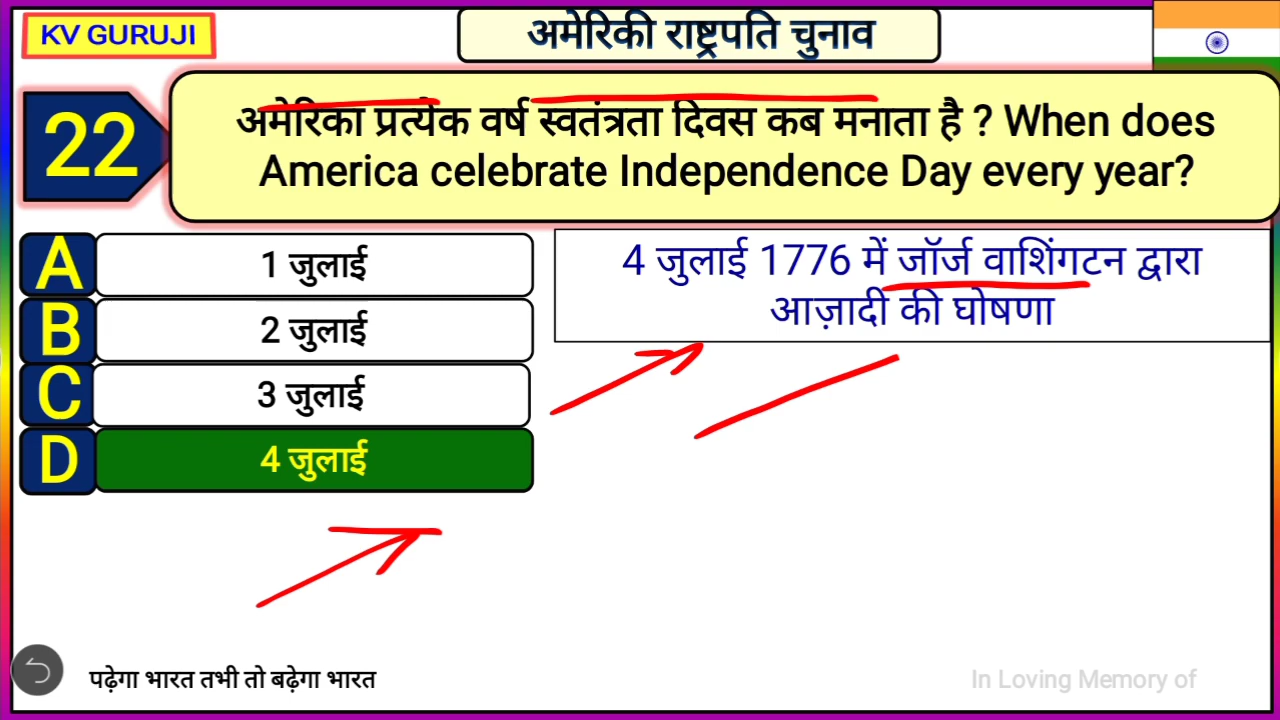 KV GURUJI
अमेरिकी राष्ट्रपति चुनाव
22
अमेरिका प्रत्येक वर्ष स्वतंत्रता दिवस कब मनाता है ? When does
America celebrate Independence Day every year?
A 1 जुलाई
B 2 जुलाई
C 3 जुलाई
D 4 जुलाई
4 जुलाई 1776 में जॉर्ज वाशिंगटन द्वारा
आज़ादी की घोषणा
पढ़ेगा भारत तभी तो बढ़ेगा भारत
In Loving Memory of